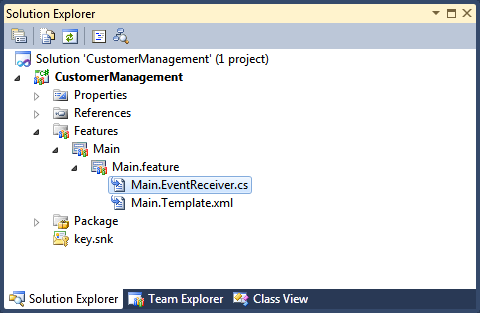 Solution Explorer
Solution 'CustomerManagement' (1 project)
CustomerManagement
Properties
References
Features
Main
Main.feature
Main.EventReceiver.cs
Main.Template.xml
Package
key.snk
Solution Explorer Team Explorer Class View